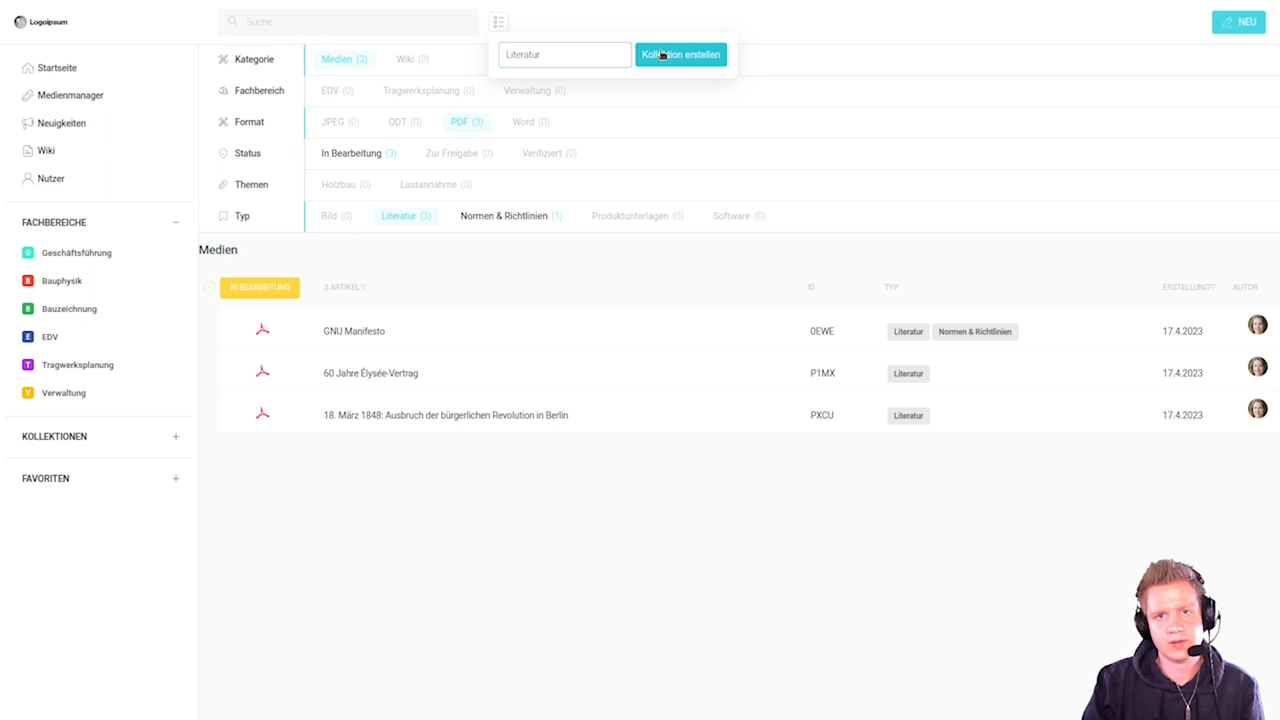 Logoipsum
Suche
NEU
Literatur
Kollektion erstellen
Startseite
Medienmanager
Neuigkeiten
Wiki
Nutzer
FACHBEREICHE
G Geschäftsführung
B Bauphysik
B Bauzeichnung
E EDV
T Tragwerksplanung
V Verwaltung
KOLLEKTIONEN
FAVORITEN
Kategorie Medien (3) Wiki (0)
Fachbereich EDV (0) Tragwerksplanung (0) Verwaltung (0)
Format JPEG (0) ODT (0) PDF (3) Word (0)
Status In Bearbeitung (3) Zur Freigabe (0) Verifiziert (0)
Themen Holzbau (0) Lastannahme (0)
Typ Bild (0) Literatur (3) Normen & Richtlinien (1) Produktunterlagen (0) Software (0)
Medien
IN BEARBEITUNG 3 ARTIKEL ID TYP ERSTELLUNG AUTOR
GNU Manifesto 0EWE Literatur Normen & Richtlinien 17.4.2023
60 Jahre Élysée-Vertrag P1MX Literatur 17.4.2023
18. März 1848: Ausbruch der bürgerlichen Revolution in Berlin PXCU Literatur 17.4.2023